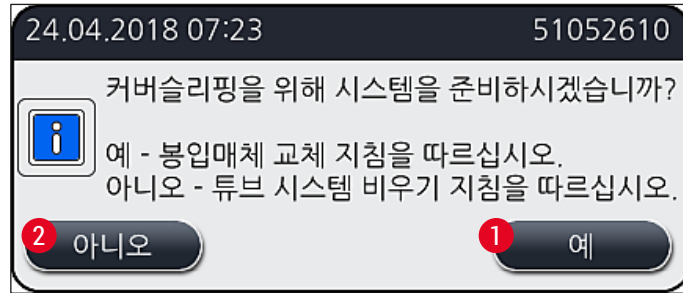 24.04.2018 07:23 51052610
커버슬리핑을 위해 시스템을 준비하시겠습니까?
예 - 봉입매체 교체 지침을 따르십시오.
아니오 - 튜브 시스템 비우기 지침을 따르십시오.
2 아니오 1 예